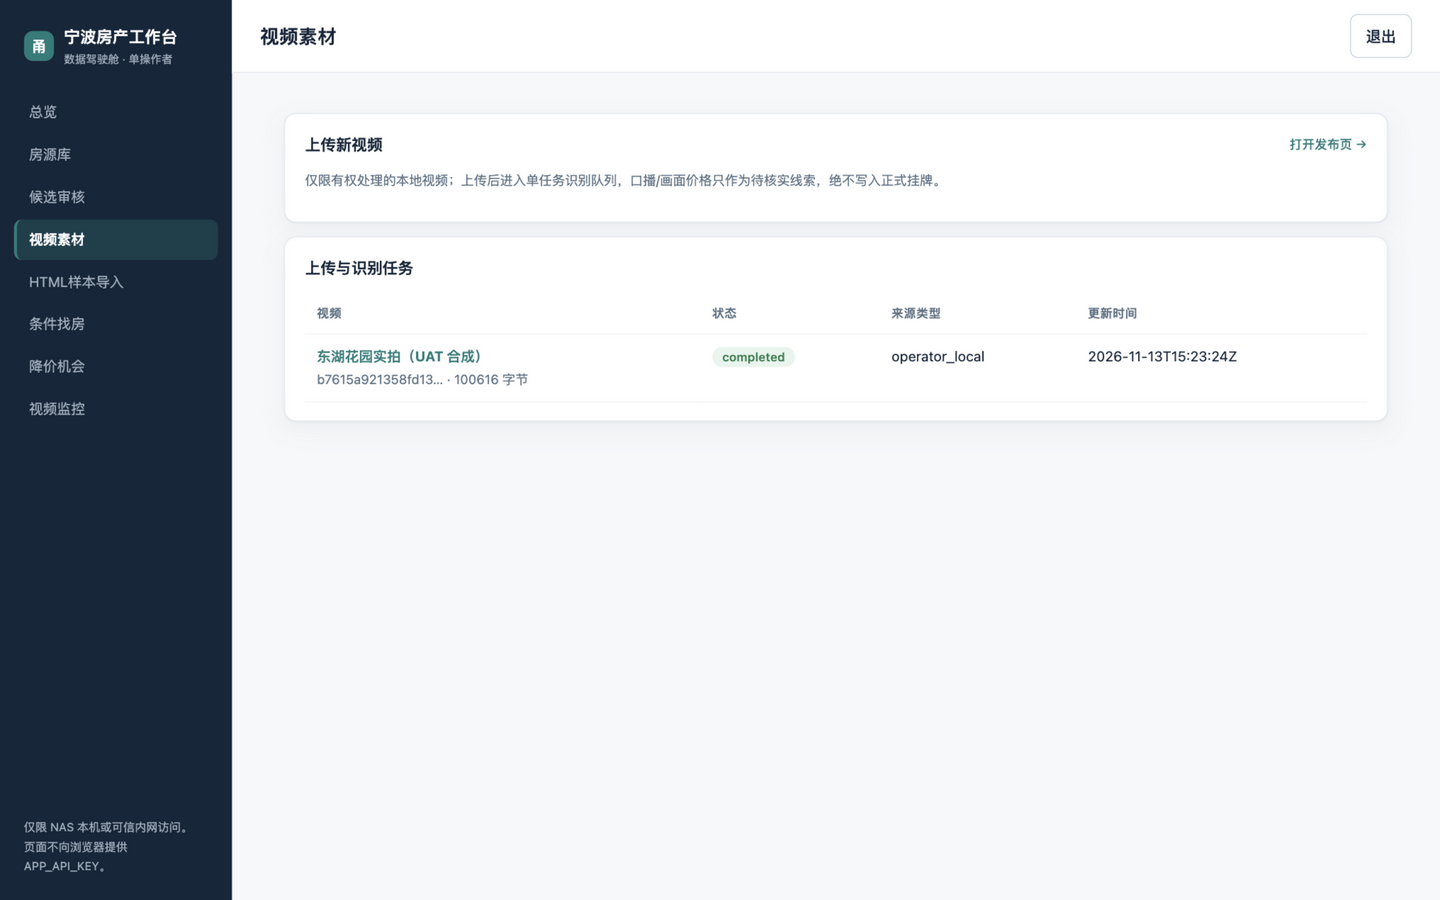 甬
宁波房产工作台
数据驾驶舱 · 单操作者
总览
房源库
候选审核
视频素材
HTML样本导入
条件找房
降价机会
视频监控
仅限 NAS 本机或可信内网访问。
页面不向浏览器提供
APP_API_KEY。
视频素材
退出
上传新视频
打开发布页 →
仅限有权处理的本地视频；上传后进入单任务识别队列，口播/画面价格只作为待核实线索，绝不写入正式挂牌。
上传与识别任务
视频 状态 来源类型 更新时间
东湖花园实拍（UAT 合成） completed operator_local 2026-11-13T15:23:24Z
b7615a921358fd13... · 100616 字节